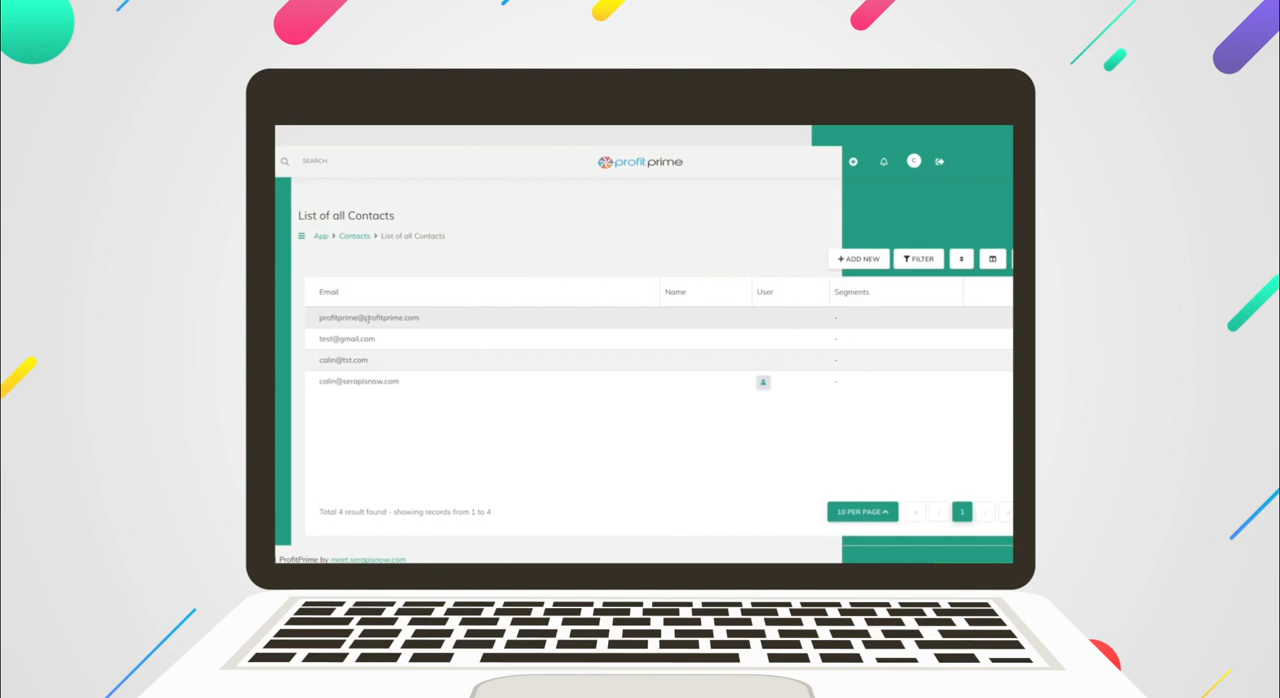 SEARCH
profitprime
C
List of all Contacts
App > Contacts > List of all Contacts
+ ADD NEW
FILTER
Email Name User Segments
profitprime@profitprime.com -
test@gmail.com -
calin@tst.com -
calin@serapisnow.com -
Total 4 result found - showing records from 1 to 4
10 PER PAGE
« ‹ 1 › »
ProfitPrime by meet.serapisnow.com